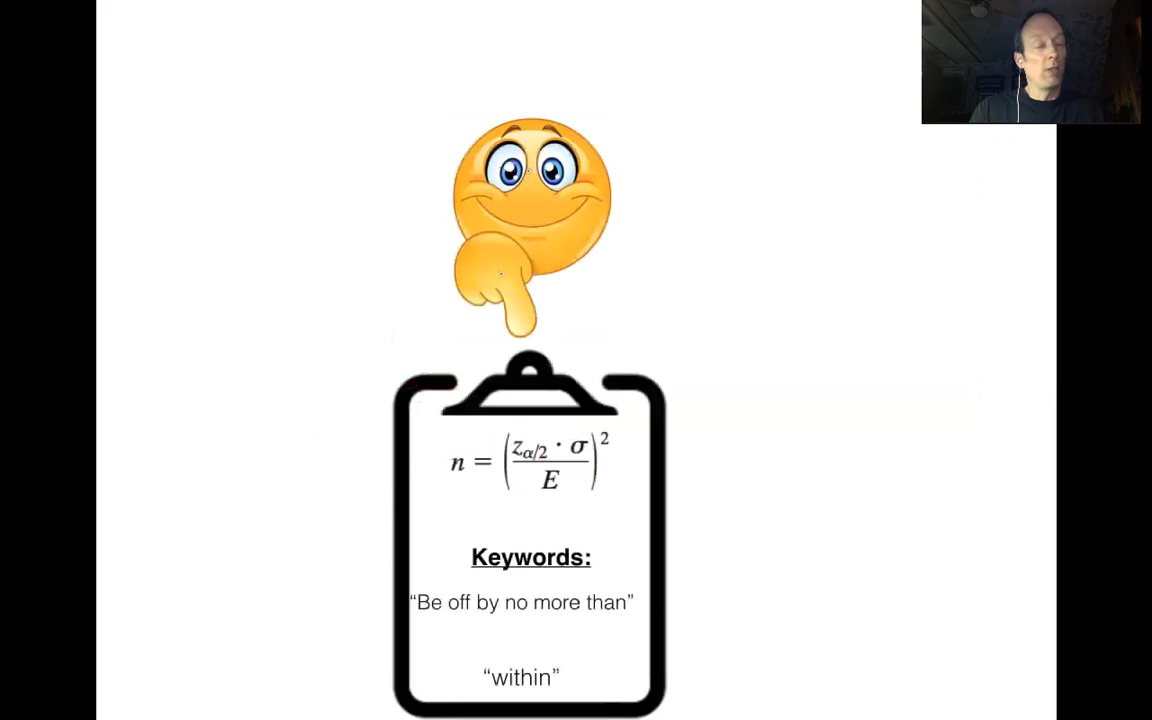 n = (z_{α/2} · σ / E)^2
Keywords:
“Be off by no more than”
“within”